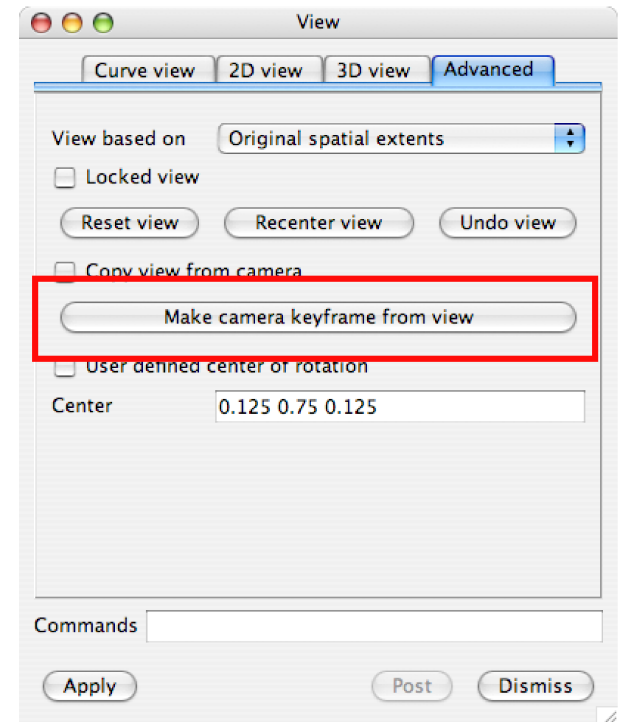 View
Curve view 2D view 3D view Advanced
View based on Original spatial extents
Locked view
Reset view Recenter view Undo view
Copy view from camera
Make camera keyframe from view
User defined center of rotation
Center 0.125 0.75 0.125
Commands
Apply Post Dismiss